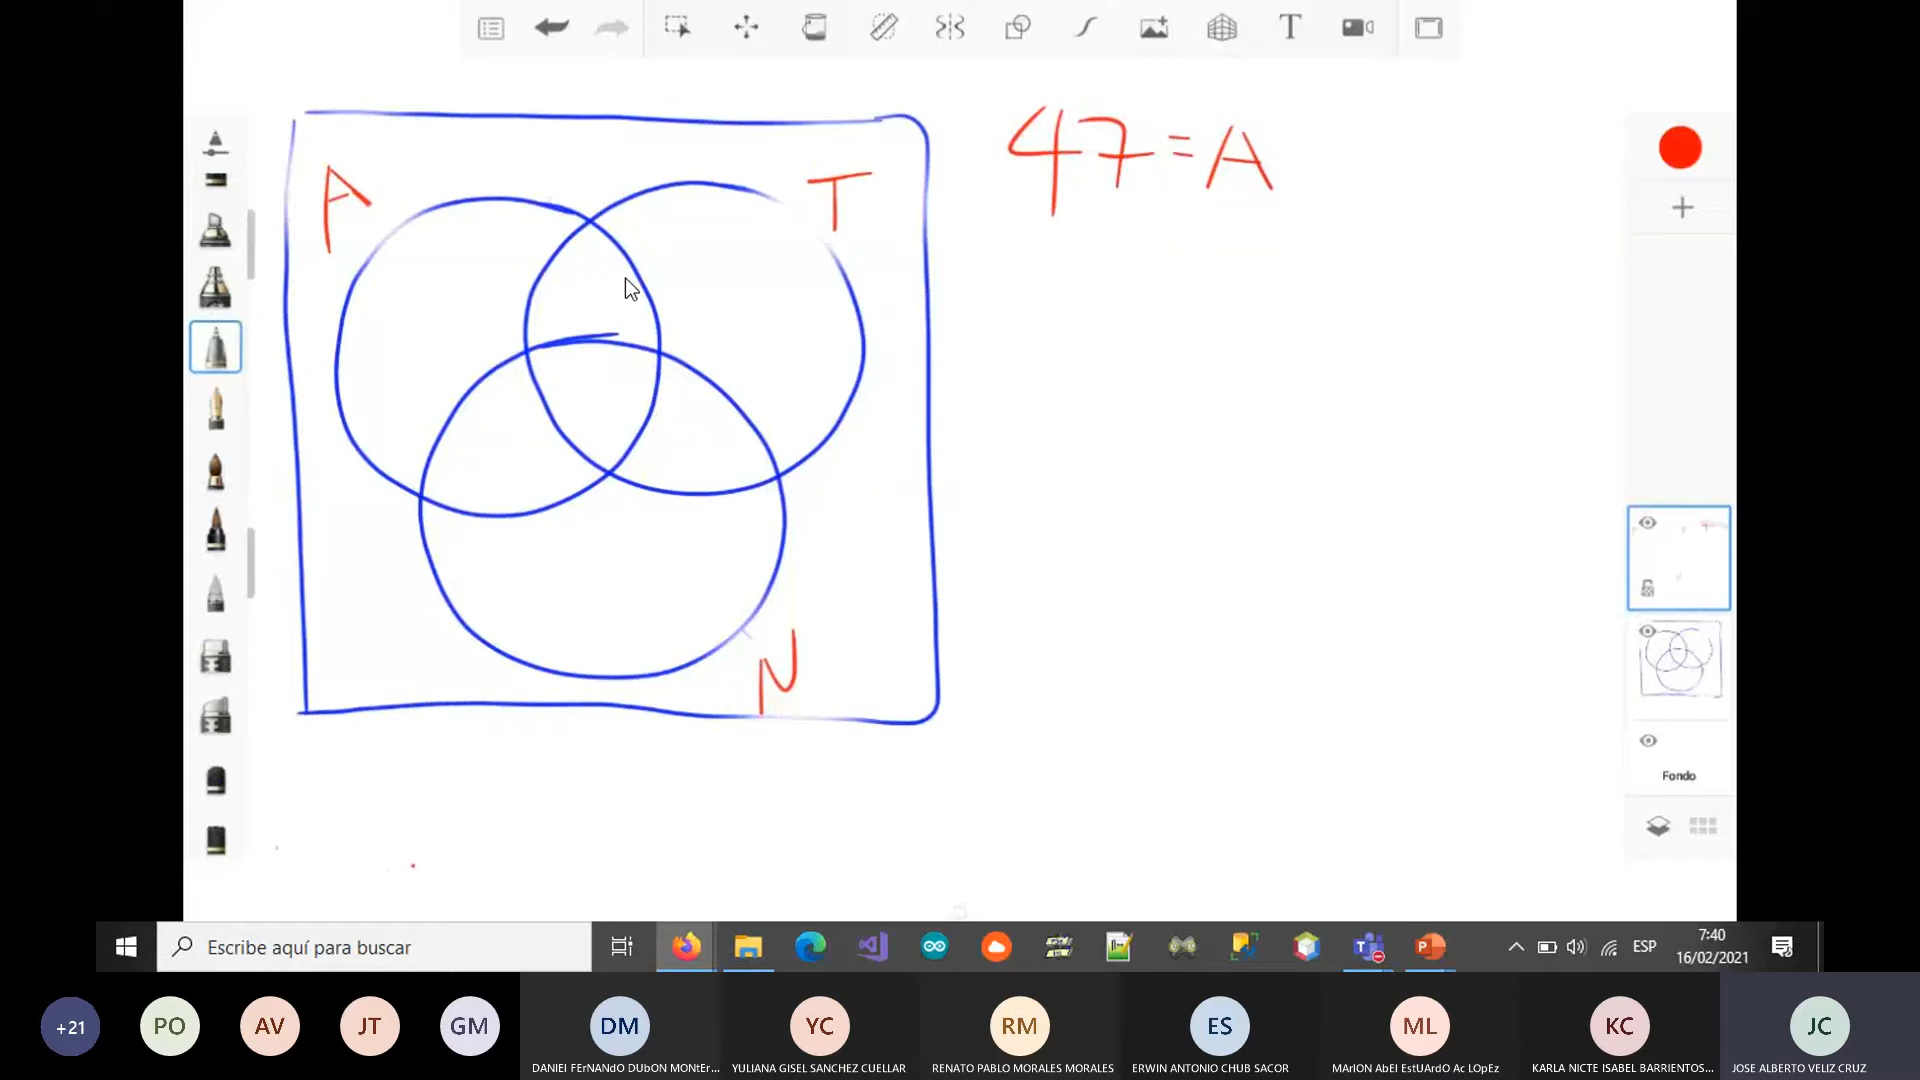 47=A
A
T
N
Fondo
Escribe aquí para buscar
ESP
7:40
16/02/2021
+21
PO
AV
JT
GM
DM
YC
RM
ES
ML
KC
JC
DANIEl FErNANdO DUbON MONtEr...
YULIANA GISEL SANCHEZ CUELLAR
RENATO PABLO MORALES MORALES
ERWIN ANTONIO CHUB SACOR
MArlON AbEl EstUArdO Ac LOpEz
KARLA NICTE ISABEL BARRIENTOS...
JOSE ALBERTO VELIZ CRUZ